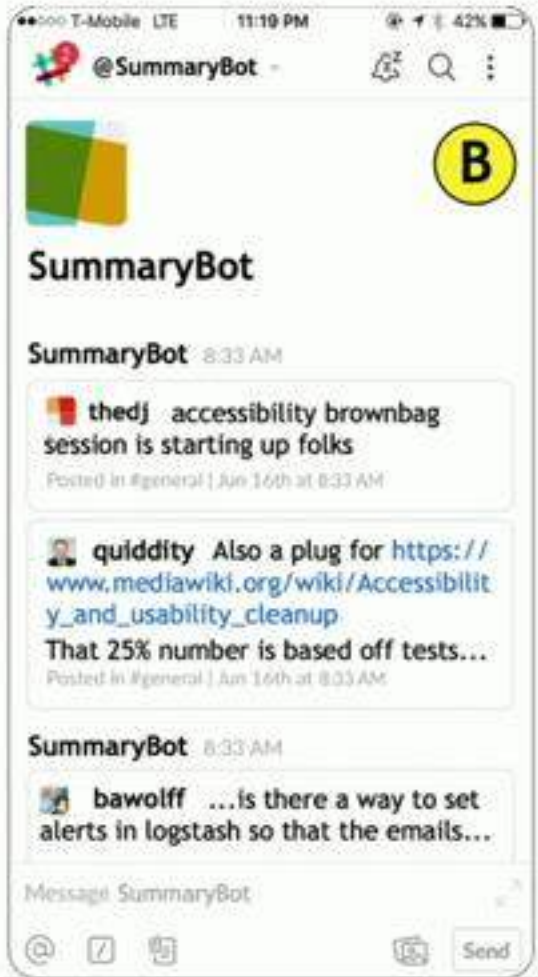 T-Mobile LTE 11:19 PM 42%
2
@SummaryBot
B
SummaryBot
SummaryBot 8:33 AM
thedj accessibility brownbag
session is starting up folks
Posted in #general | Jun 16th at 8:33 AM
quiddity Also a plug for https://
www.mediawiki.org/wiki/Accessibilit
y_and_usability_cleanup
That 25% number is based off tests...
Posted in #general | Jun 16th at 8:33 AM
SummaryBot 8:33 AM
bawolff ...is there a way to set
alerts in logstash so that the emails...
Message SummaryBot
Send